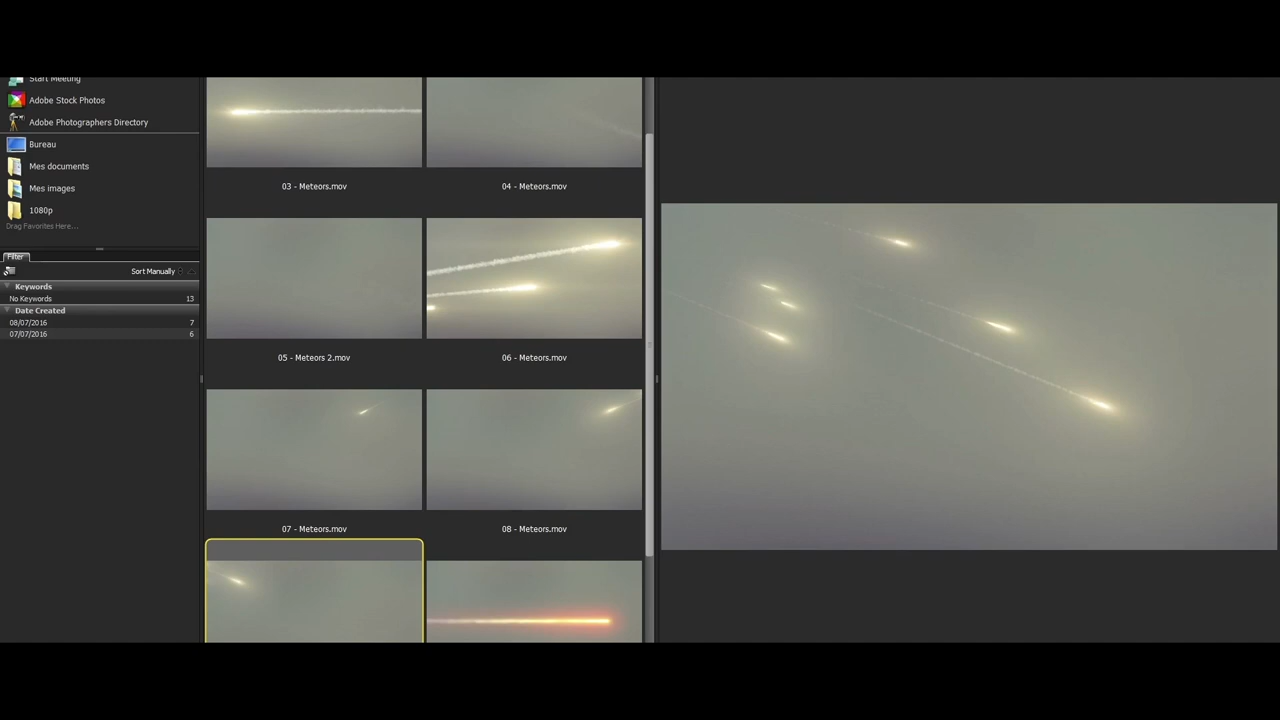 Start Meeting
Adobe Stock Photos
Adobe Photographers Directory
Bureau
Mes documents
Mes images
1080p
Drag Favorites Here...
Filter
Sort Manually
Keywords
No Keywords 13
Date Created
08/07/2016 7
07/07/2016 6
03 - Meteors.mov
04 - Meteors.mov
05 - Meteors 2.mov
06 - Meteors.mov
07 - Meteors.mov
08 - Meteors.mov